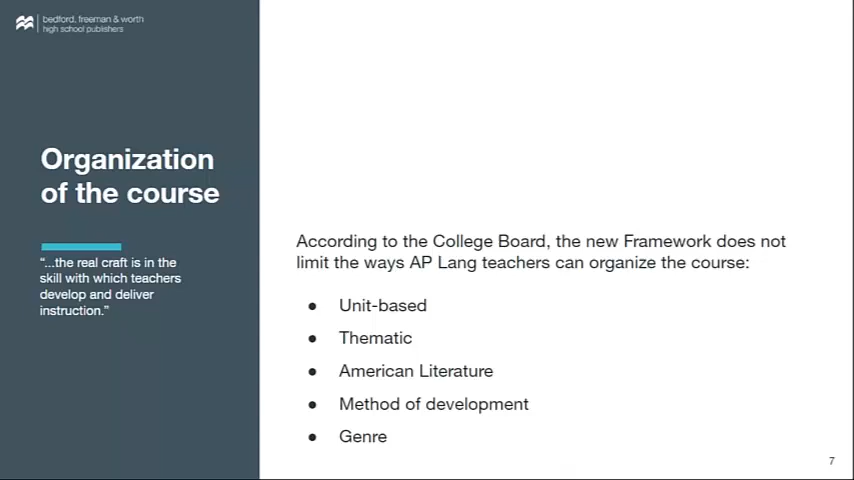 bedford, freeman & worth
high school publishers
Organization
of the course
“...the real craft is in the
skill with which teachers
develop and deliver
instruction.”
According to the College Board, the new Framework does not
limit the ways AP Lang teachers can organize the course:
● Unit-based
● Thematic
● American Literature
● Method of development
● Genre
7